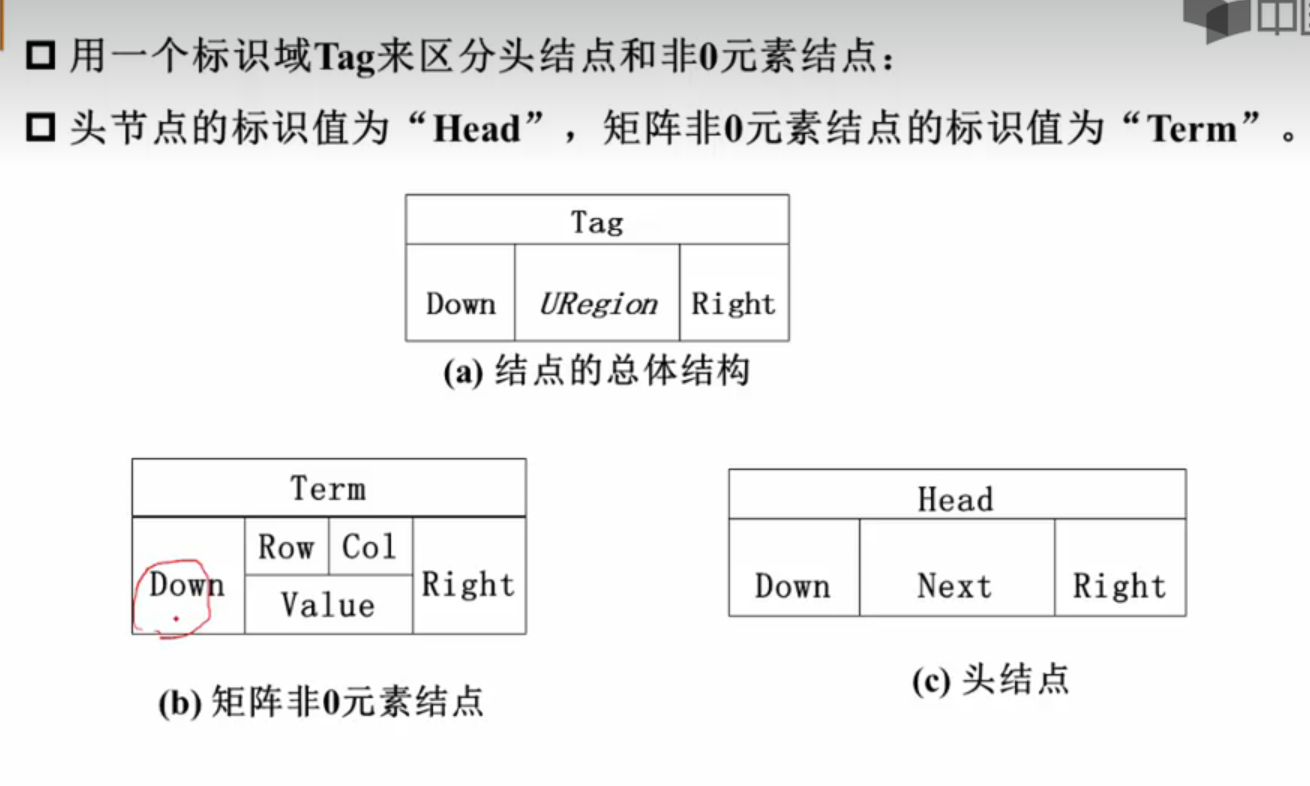 用一个标识域Tag来区分头结点和非0元素结点：
头节点的标识值为“Head”，矩阵非0元素结点的标识值为“Term”。
Tag
Down URegion Right
(a) 结点的总体结构
Term
Row Col
Down Value Right
(b) 矩阵非0元素结点
Head
Down Next Right
(c) 头结点